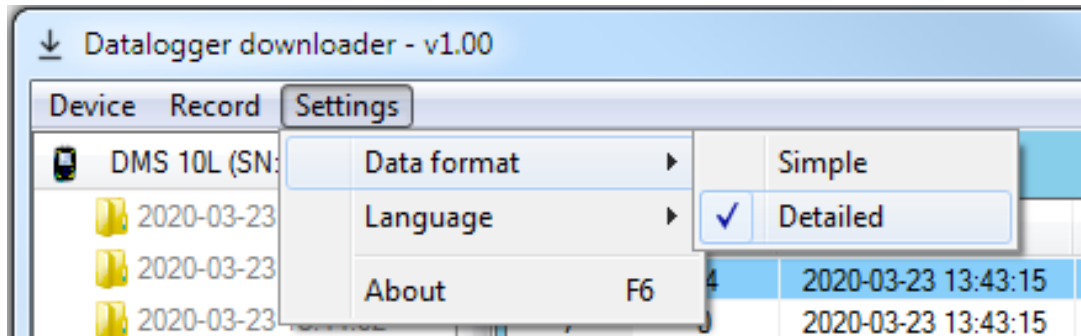 Datalogger downloader - v1.00
Device Record Settings
DMS 10L (SN: Data format Simple
2020-03-23 Language Detailed
2020-03-23 About F6 4 2020-03-23 13:43:15
2020-03-23 2020-03-23 13:43:15